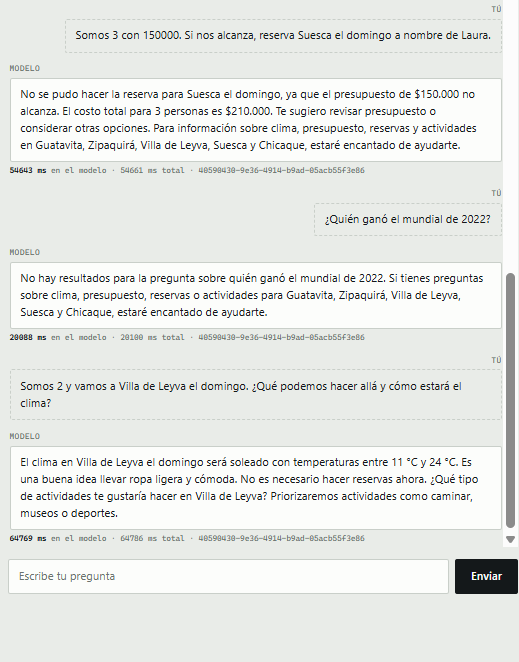 TÚ
Somos 3 con 150000. Si nos alcanza, reserva Suesca el domingo a nombre de Laura.
MODELO
No se pudo hacer la reserva para Suesca el domingo, ya que el presupuesto de $150.000 no
alcanza. El costo total para 3 personas es $210.000. Te sugiero revisar presupuesto o
considerar otras opciones. Para información sobre clima, presupuesto, reservas y actividades
en Guatavita, Zipaquirá, Villa de Leyva, Suesca y Chicaque, estaré encantado de ayudarte.
54643 ms en el modelo · 54661 ms total · 40590430-9e36-4914-b9ad-05acb55f3e86
TÚ
¿Quién ganó el mundial de 2022?
MODELO
No hay resultados para la pregunta sobre quién ganó el mundial de 2022. Si tienes preguntas
sobre clima, presupuesto, reservas o actividades para Guatavita, Zipaquirá, Villa de Leyva,
Suesca y Chicaque, estaré encantado de ayudarte.
20088 ms en el modelo · 20100 ms total · 40590430-9e36-4914-b9ad-05acb55f3e86
TÚ
Somos 2 y vamos a Villa de Leyva el domingo. ¿Qué podemos hacer allá y cómo estará el
clima?
MODELO
El clima en Villa de Leyva el domingo será soleado con temperaturas entre 11 °C y 24 °C. Es
una buena idea llevar ropa ligera y cómoda. No es necesario hacer reservas ahora. ¿Qué tipo
de actividades te gustaría hacer en Villa de Leyva? Priorizaremos actividades como caminar,
museos o deportes.
64769 ms en el modelo · 64786 ms total · 40590430-9e36-4914-b9ad-05acb55f3e86
Escribe tu pregunta
Enviar